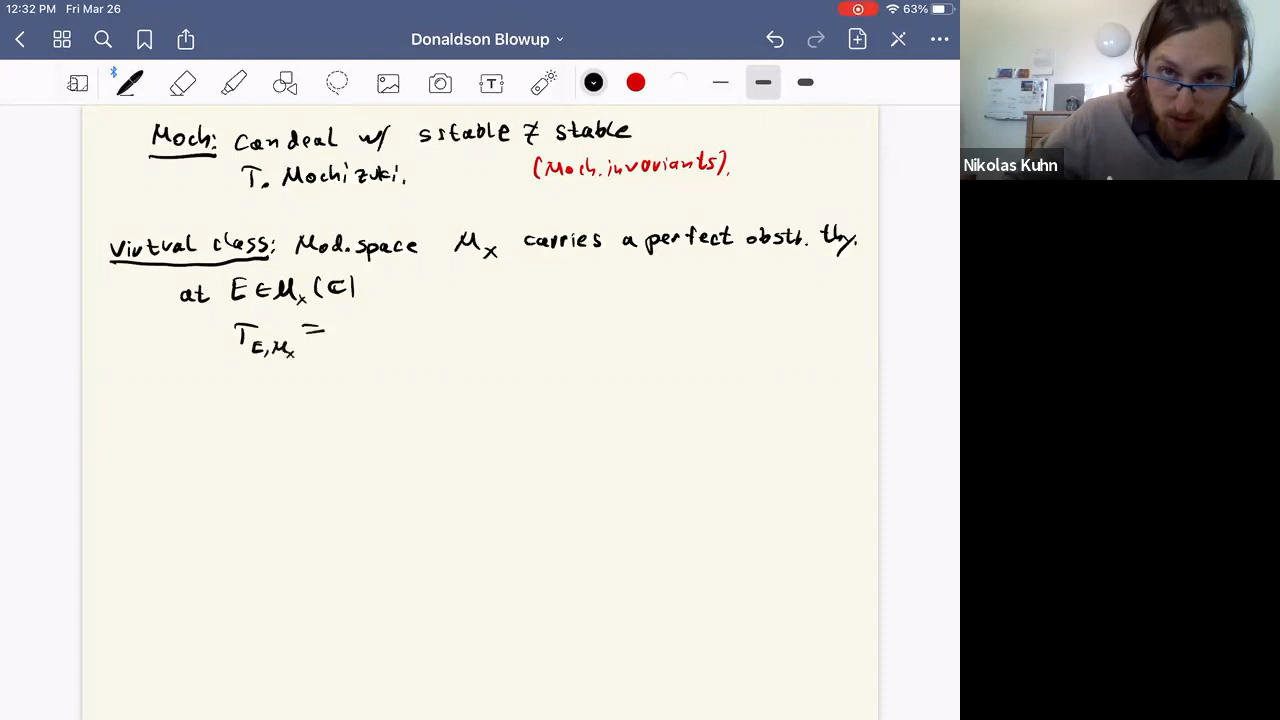 12:32 PM Fri Mar 26
63%
Donaldson Blowup
Nikolas Kuhn
Moch: Can deal w/ sstable ≠ stable
T. Mochizuki.
(Moch. invariants).
Virtual class: Mod. space M_X carries a perfect obstr. thy.
at E ∈ M_X(ℂ)
T_{E, M_X} =